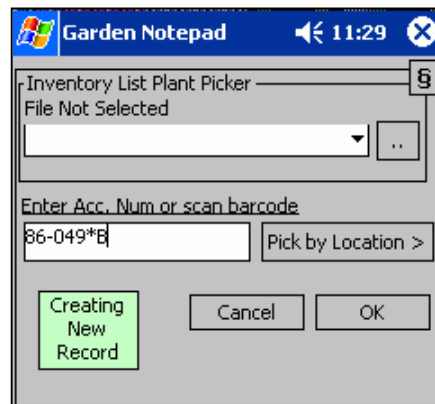 Garden Notepad 11:29
§
Inventory List Plant Picker
File Not Selected
..
Enter Acc. Num or scan barcode
86-049*B
Pick by Location >
Creating
New
Record
Cancel
OK